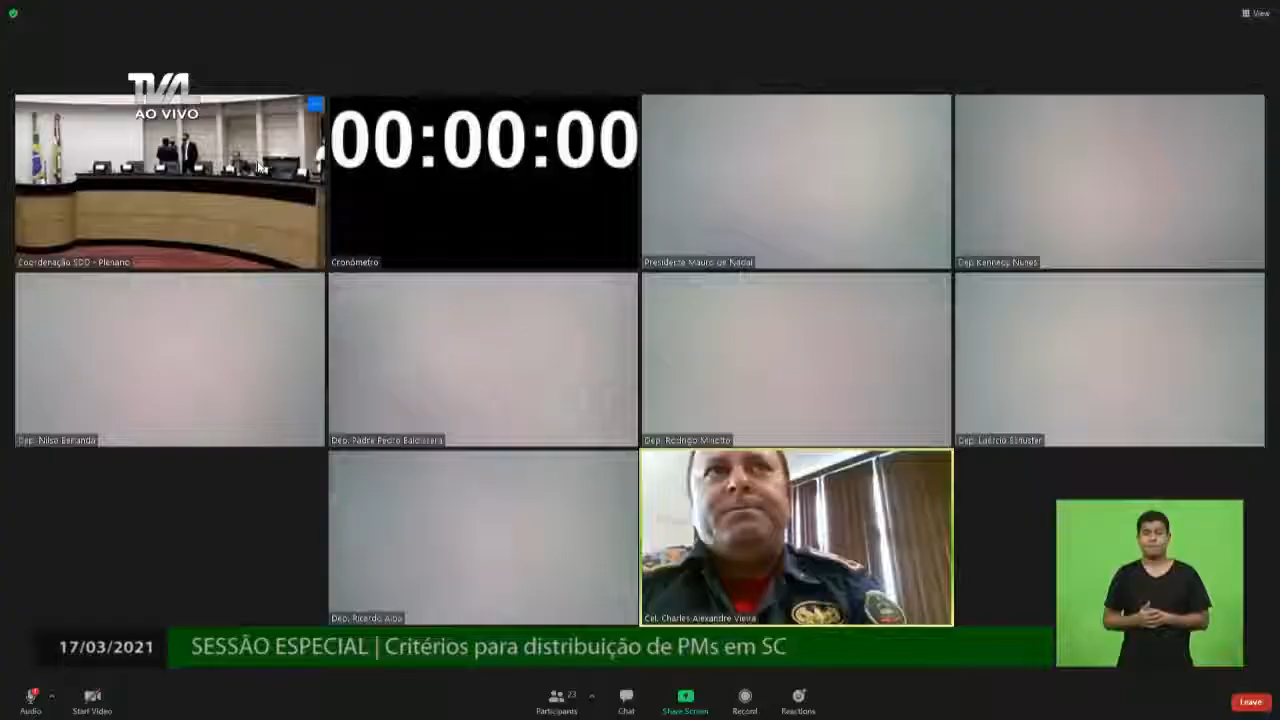 View
TVAL
AO VIVO
00:00:00
Coordenação SDD - Plenario
Cronômetro
Presidente Mauro de Nadal
Dep. Kennedy Nunes
Dep. Nilso Berlanda
Dep. Padre Pedro Baldissera
Dep. Rodrigo Minotto
Dep. Laércio Schuster
Dep. Ricardo Alba
Cel. Charles Alexandre Vieira
17/03/2021
SESSÃO ESPECIAL | Critérios para distribuição de PMs em SC
Audio
Start Video
Participants
23
Chat
Share Screen
Record
Reactions
Leave